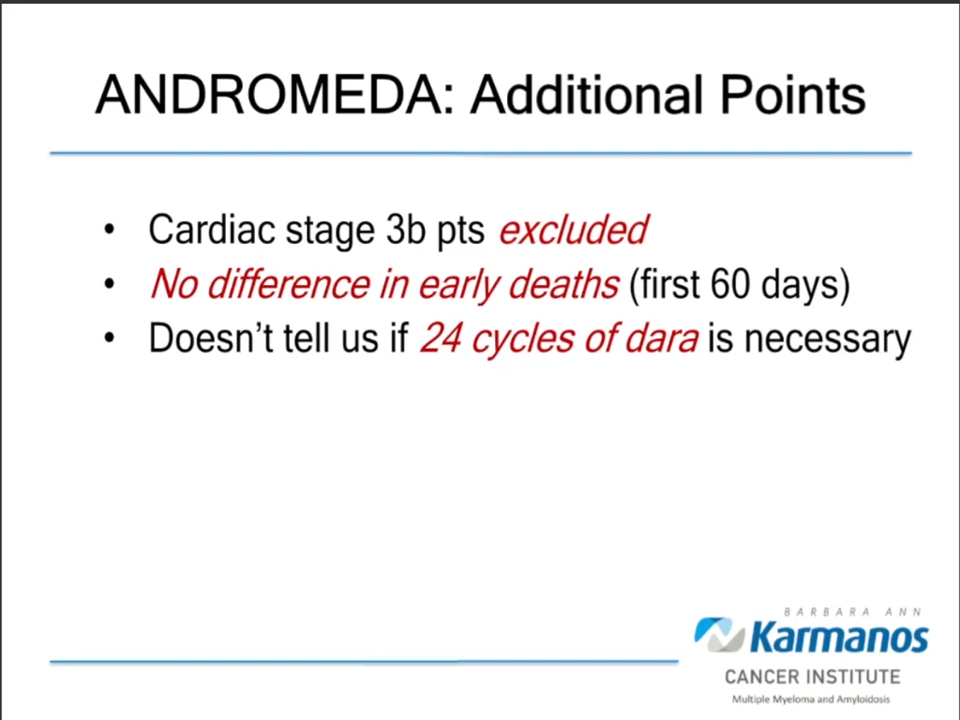 ANDROMEDA: Additional Points
• Cardiac stage 3b pts excluded
• No difference in early deaths (first 60 days)
• Doesn't tell us if 24 cycles of dara is necessary
BARBARA ANN
Karmanos
CANCER INSTITUTE
Multiple Myeloma and Amyloidosis